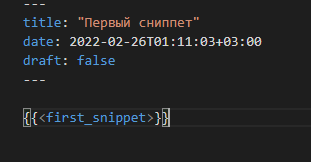 ---
title: "Первый сниппет"
date: 2022-02-26T01:11:03+03:00
draft: false
---
{{<first_snippet>}}